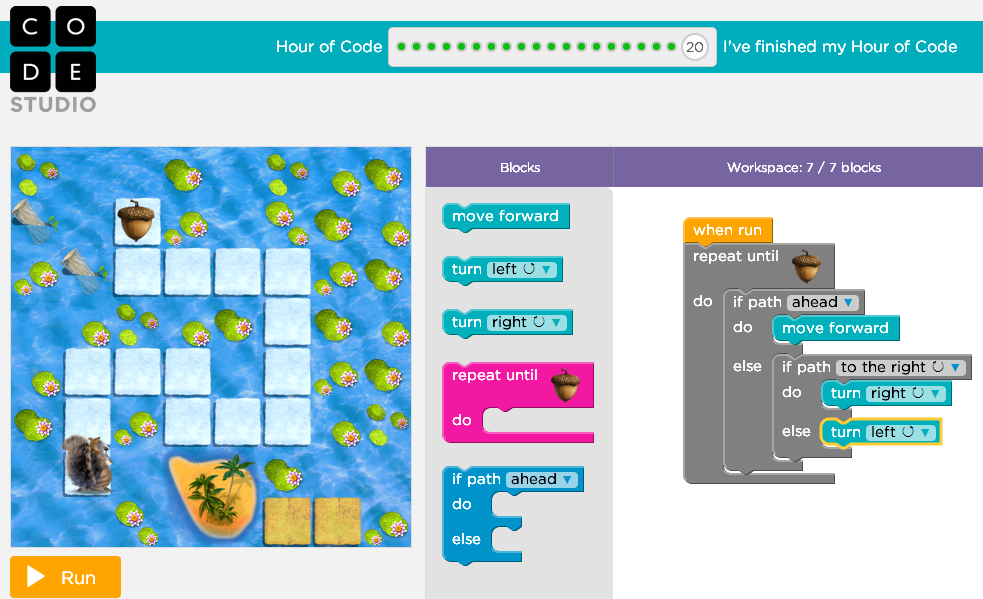 CODE
STUDIO
Hour of Code 20 I've finished my Hour of Code
Blocks
Workspace: 7 / 7 blocks
move forward
turn left ↺ ▼
turn right ↻ ▼
repeat until
do
if path ahead ▼
do
else
when run
repeat until
do
if path ahead ▼
do
move forward
else
if path to the right ↻ ▼
do
turn right ↻ ▼
else
turn left ↺ ▼
Run